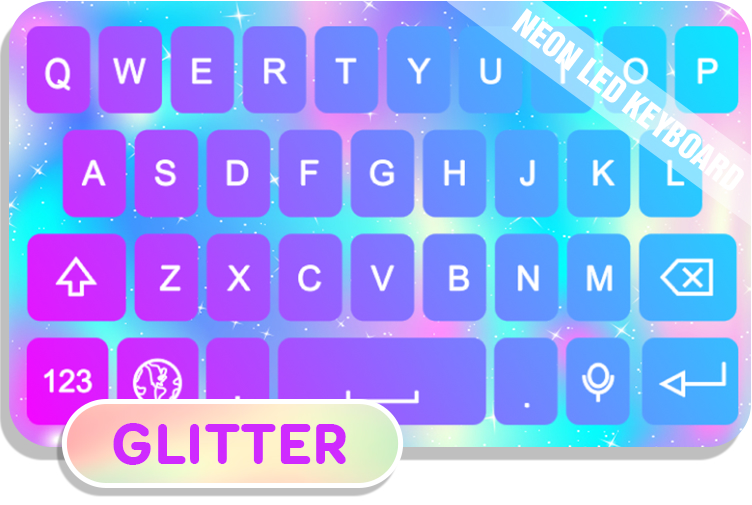 Q W E R T Y U I O P
NEON LED KEYBOARD
A S D F G H J K L
Z X C V B N M
123 , .
GLITTER